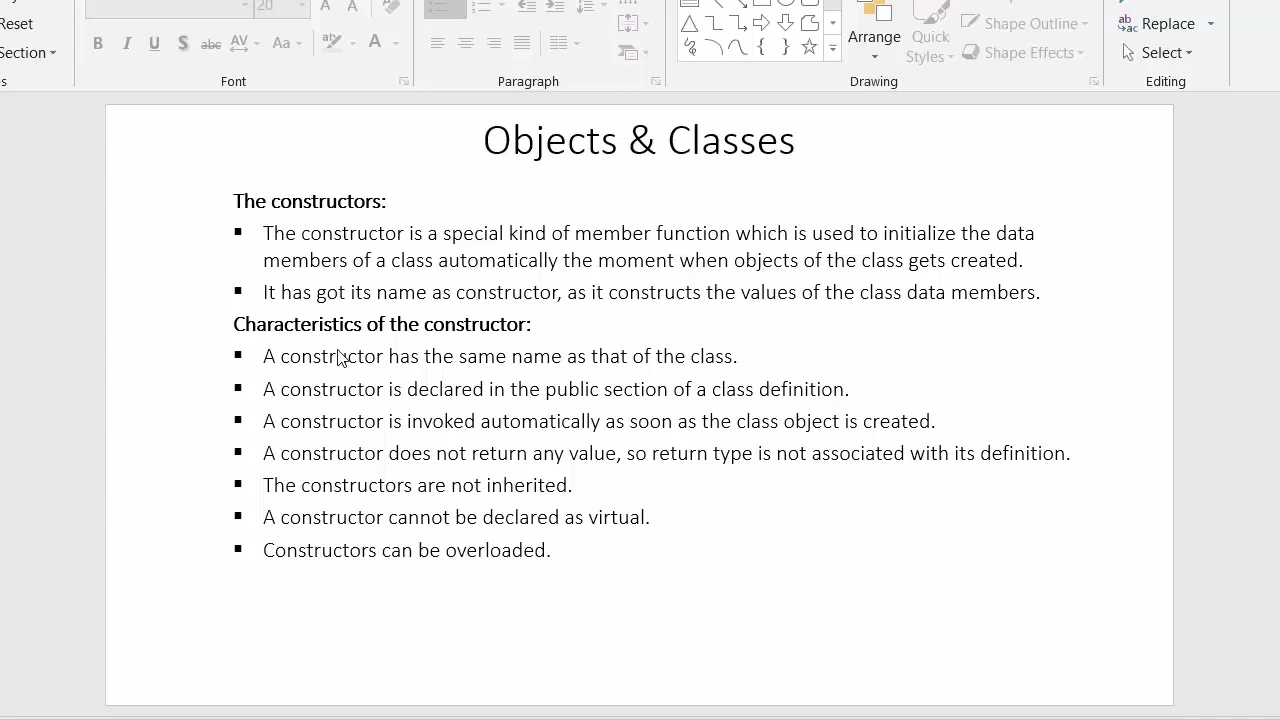 Reset
Section
20
A A
B I U S abc AV Aa A
Font
Paragraph
Arrange
Quick Styles
Shape Outline
Shape Effects
Drawing
Replace
Select
Editing
Objects & Classes
The constructors:
▪ The constructor is a special kind of member function which is used to initialize the data
members of a class automatically the moment when objects of the class gets created.
▪ It has got its name as constructor, as it constructs the values of the class data members.
Characteristics of the constructor:
▪ A constructor has the same name as that of the class.
▪ A constructor is declared in the public section of a class definition.
▪ A constructor is invoked automatically as soon as the class object is created.
▪ A constructor does not return any value, so return type is not associated with its definition.
▪ The constructors are not inherited.
▪ A constructor cannot be declared as virtual.
▪ Constructors can be overloaded.